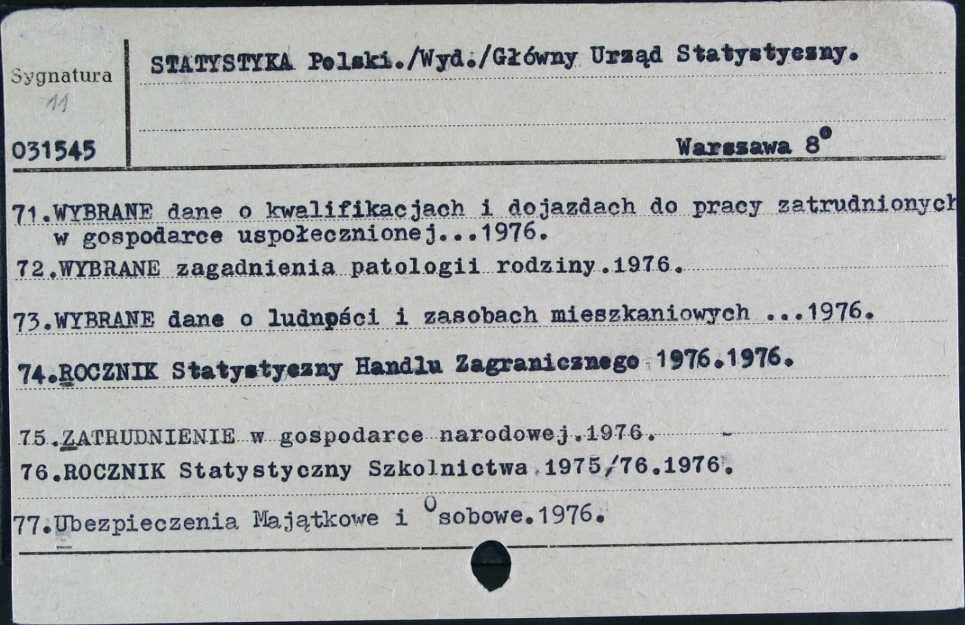 STATYSTYKA Polski./Wyd./Główny Urząd Statystyczny.
Sygnatura
11
031545
Warszawa 8°
71.WYBRANE dane o kwalifikacjach i dojazdach do pracy zatrudnionych
w gospodarce uspołecznionej...1976.
72.WYBRANE zagadnienia patologii rodziny.1976.
73.WYBRANE dane o ludnpści i zasobach mieszkaniowych ...1976.
74.ROCZNIK Statystyczny Handlu Zagranicznego 1976.1976.
75.ZATRUDNIENIE w gospodarce narodowej.1976.
76.ROCZNIK Statystyczny Szkolnictwa 1975/76.1976.
77.Ubezpieczenia Majątkowe i Osobowe.1976.